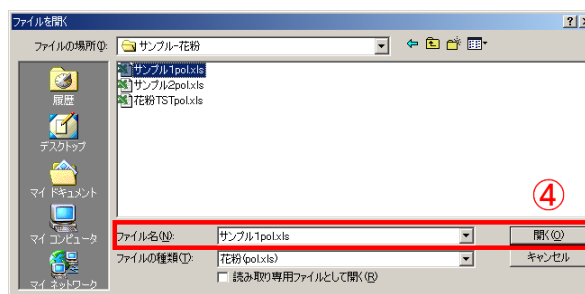 ファイルを開く
ファイルの場所(I):
サンプル-花粉
履歴
デスクトップ
マイ ドキュメント
マイ コンピュータ
マイ ネットワーク
サンプル1pol.xls
サンプル2pol.xls
花粉TSTpol.xls
④
ファイル名(N):
サンプル1pol.xls
開く(O)
ファイルの種類(T):
花粉(pol.xls)
キャンセル
読み取り専用ファイルとして開く(R)